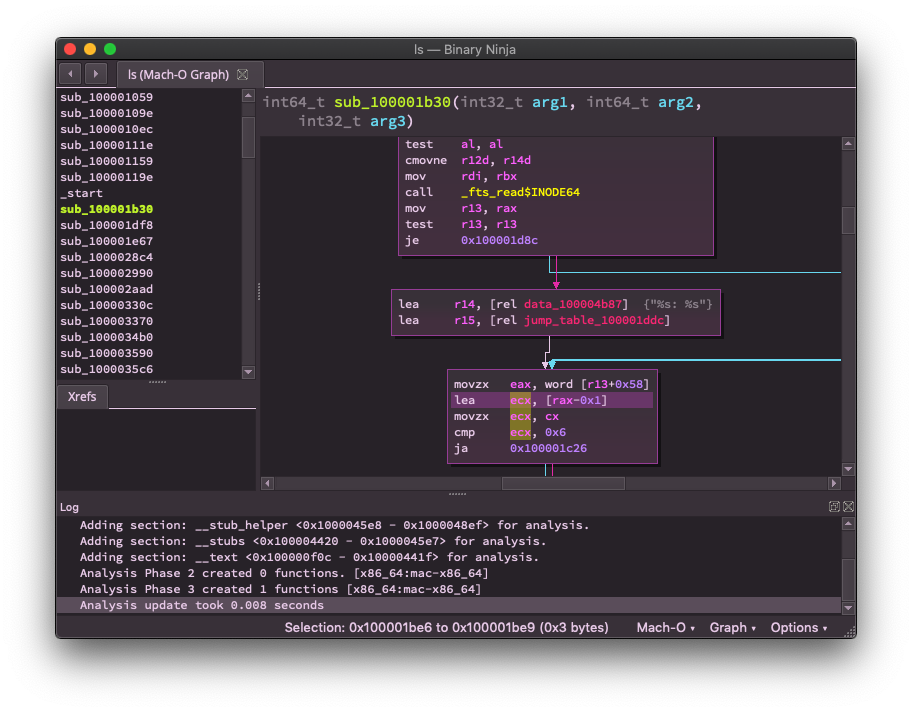 ls — Binary Ninja
ls (Mach-O Graph)
sub_100001059
sub_10000109e
sub_1000010ec
sub_10000111e
sub_100001159
sub_10000119e
_start
sub_100001b30
sub_100001df8
sub_100001e67
sub_1000028c4
sub_100002990
sub_100002aad
sub_10000330c
sub_100003370
sub_1000034b0
sub_100003590
sub_1000035c6
Xrefs
int64_t sub_100001b30(int32_t arg1, int64_t arg2,
int32_t arg3)
test al, al
cmovne r12d, r14d
mov rdi, rbx
call _fts_read$INODE64
mov r13, rax
test r13, r13
je 0x100001d8c
lea r14, [rel data_100004b87] {"%s: %s"}
lea r15, [rel jump_table_100001ddc]
movzx eax, word [r13+0x58]
lea ecx, [rax-0x1]
movzx ecx, cx
cmp ecx, 0x6
ja 0x100001c26
Log
Adding section: __stub_helper <0x1000045e8 - 0x1000048ef> for analysis.
Adding section: __stubs <0x100004420 - 0x1000045e7> for analysis.
Adding section: __text <0x100000f0c - 0x10000441f> for analysis.
Analysis Phase 2 created 0 functions. [x86_64:mac-x86_64]
Analysis Phase 3 created 1 functions [x86_64:mac-x86_64]
Analysis update took 0.008 seconds
Selection: 0x100001be6 to 0x100001be9 (0x3 bytes) Mach-O Graph Options